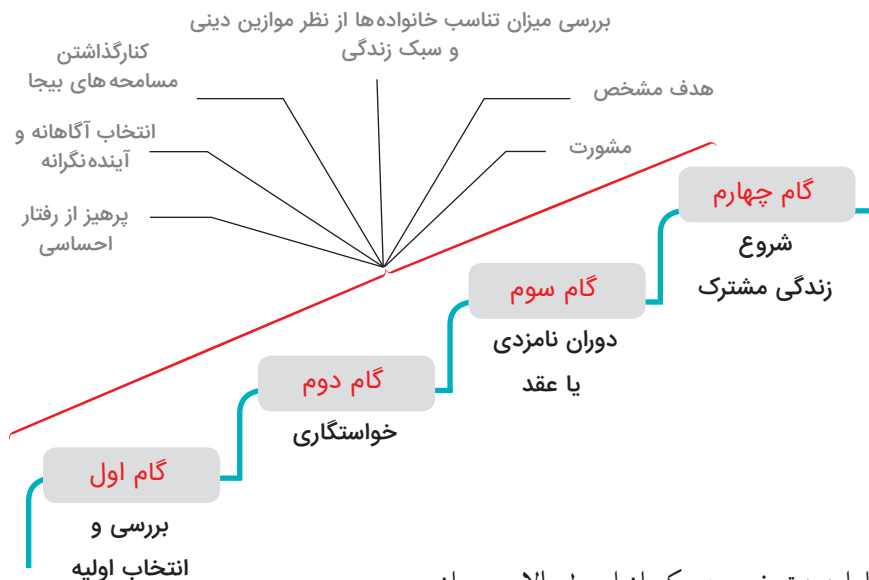 بررسی میزان تناسب خانواده‌ها از نظر موازین دینی
و سبک زندگی
هدف مشخص
مشورت
کنارگذاشتن
مسامحه های بیجا
انتخاب آگاهانه و
آینده‌نگرانه
پرهیز از رفتار
احساسی
گام چهارم
شروع
زندگی مشترک
گام سوم
دوران نامزدی
یا عقد
گام دوم
خواستگاری
گام اول
بررسی و
انتخاب اولیه